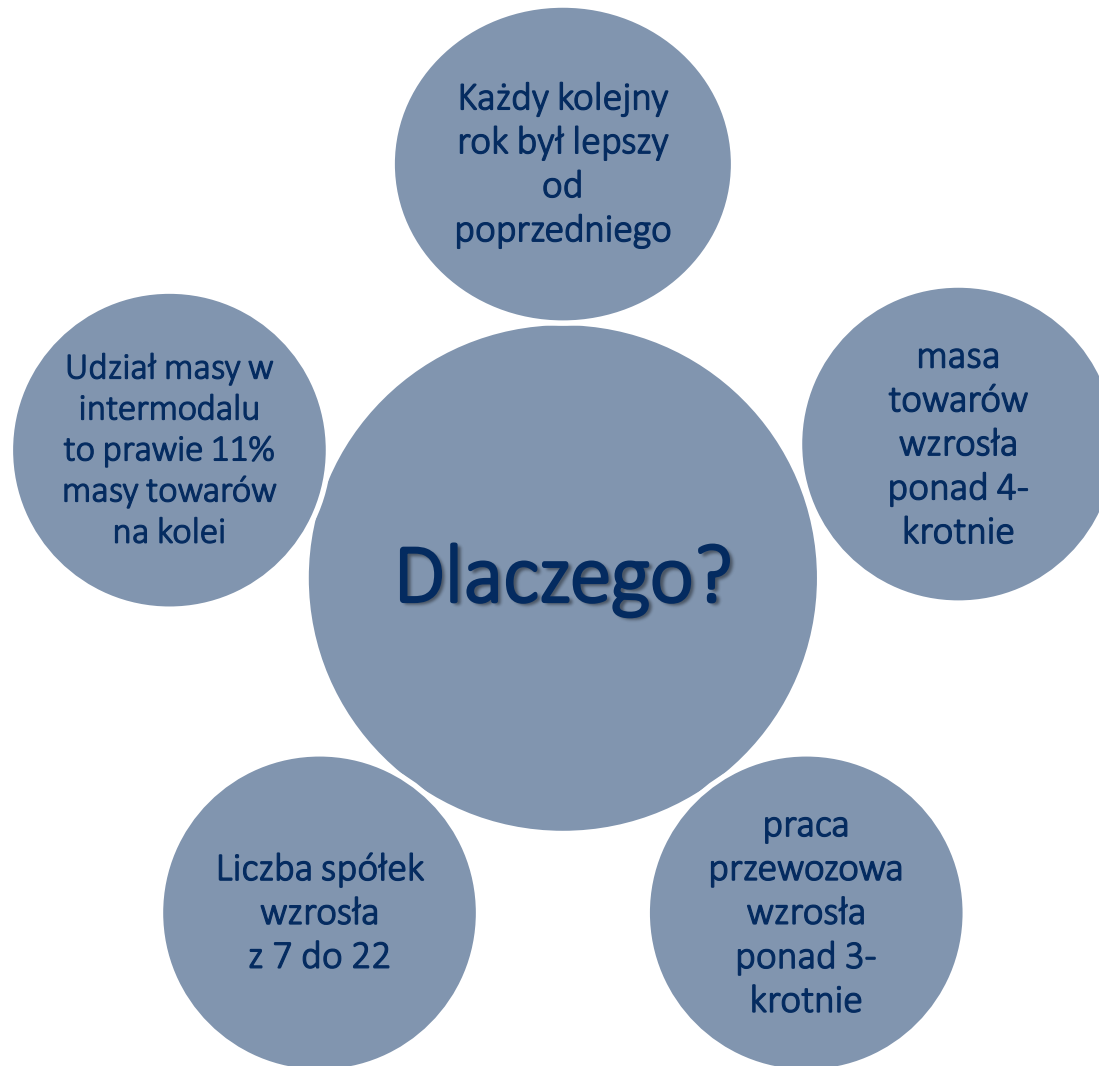 Każdy kolejny
rok był lepszy
od
poprzedniego
masa
towarów
wzrosła
ponad 4-
krotnie
praca
przewozowa
wzrosła
ponad 3-
krotnie
Liczba spółek
wzrosła
z 7 do 22
Udział masy w
intermodalu
to prawie 11%
masy towarów
na kolei
Dlaczego?